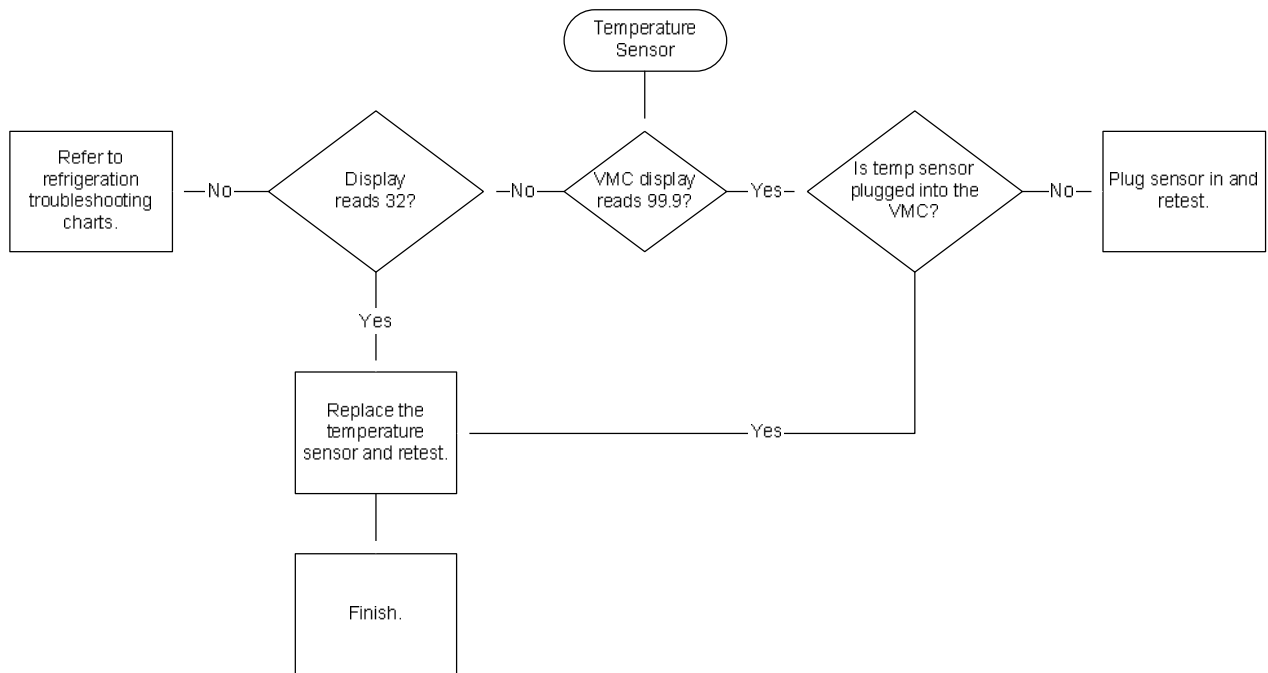 Temperature
Sensor
Refer to
refrigeration
troubleshooting
charts.
No
Display
reads 32?
No
VMC display
reads 99.9?
Yes
Is temp sensor
plugged into the
VMC?
No
Plug sensor in and
retest.
Yes
Replace the
temperature
sensor and retest.
Yes
Finish.